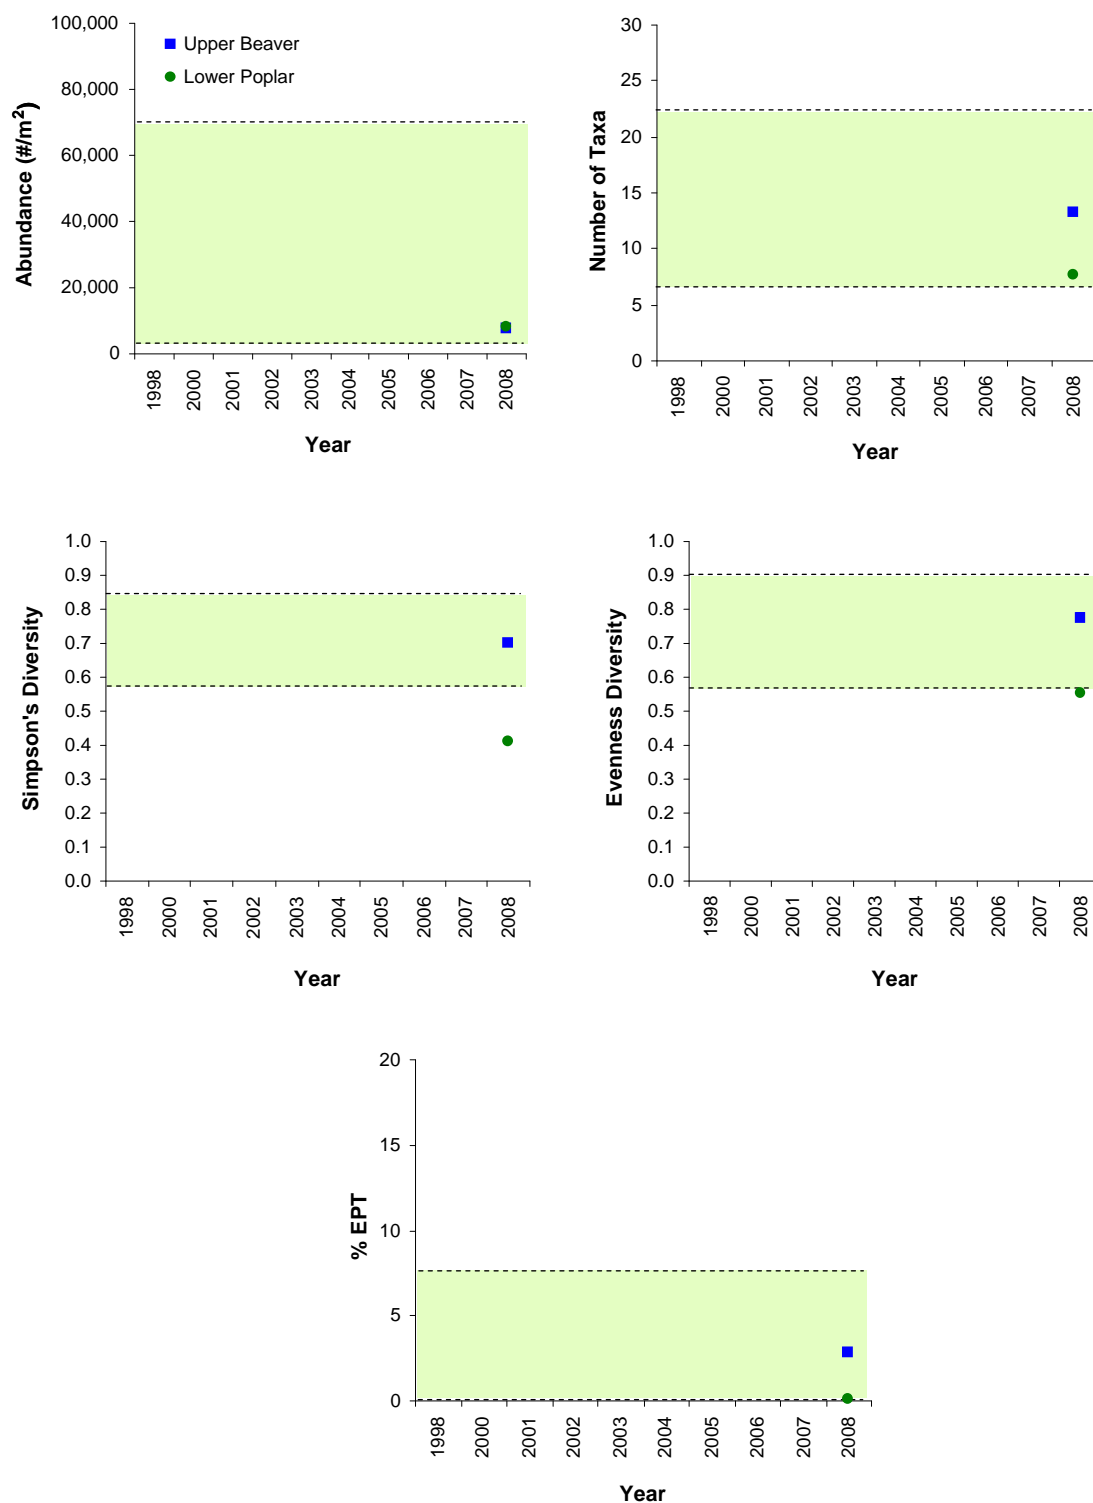 100,000
80,000
60,000
40,000
20,000
0
Abundance (#/m²)
Upper Beaver
Lower Poplar
1998 2000 2001 2002 2003 2004 2005 2006 2007 2008
Year
30
25
20
15
10
5
0
Number of Taxa
1998 2000 2001 2002 2003 2004 2005 2006 2007 2008
Year
1.0
0.9
0.8
0.7
0.6
0.5
0.4
0.3
0.2
0.1
0.0
Simpson's Diversity
1998 2000 2001 2002 2003 2004 2005 2006 2007 2008
Year
1.0
0.9
0.8
0.7
0.6
0.5
0.4
0.3
0.2
0.1
0.0
Evenness Diversity
1998 2000 2001 2002 2003 2004 2005 2006 2007 2008
Year
20
15
10
5
0
% EPT
1998 2000 2001 2002 2003 2004 2005 2006 2007 2008
Year